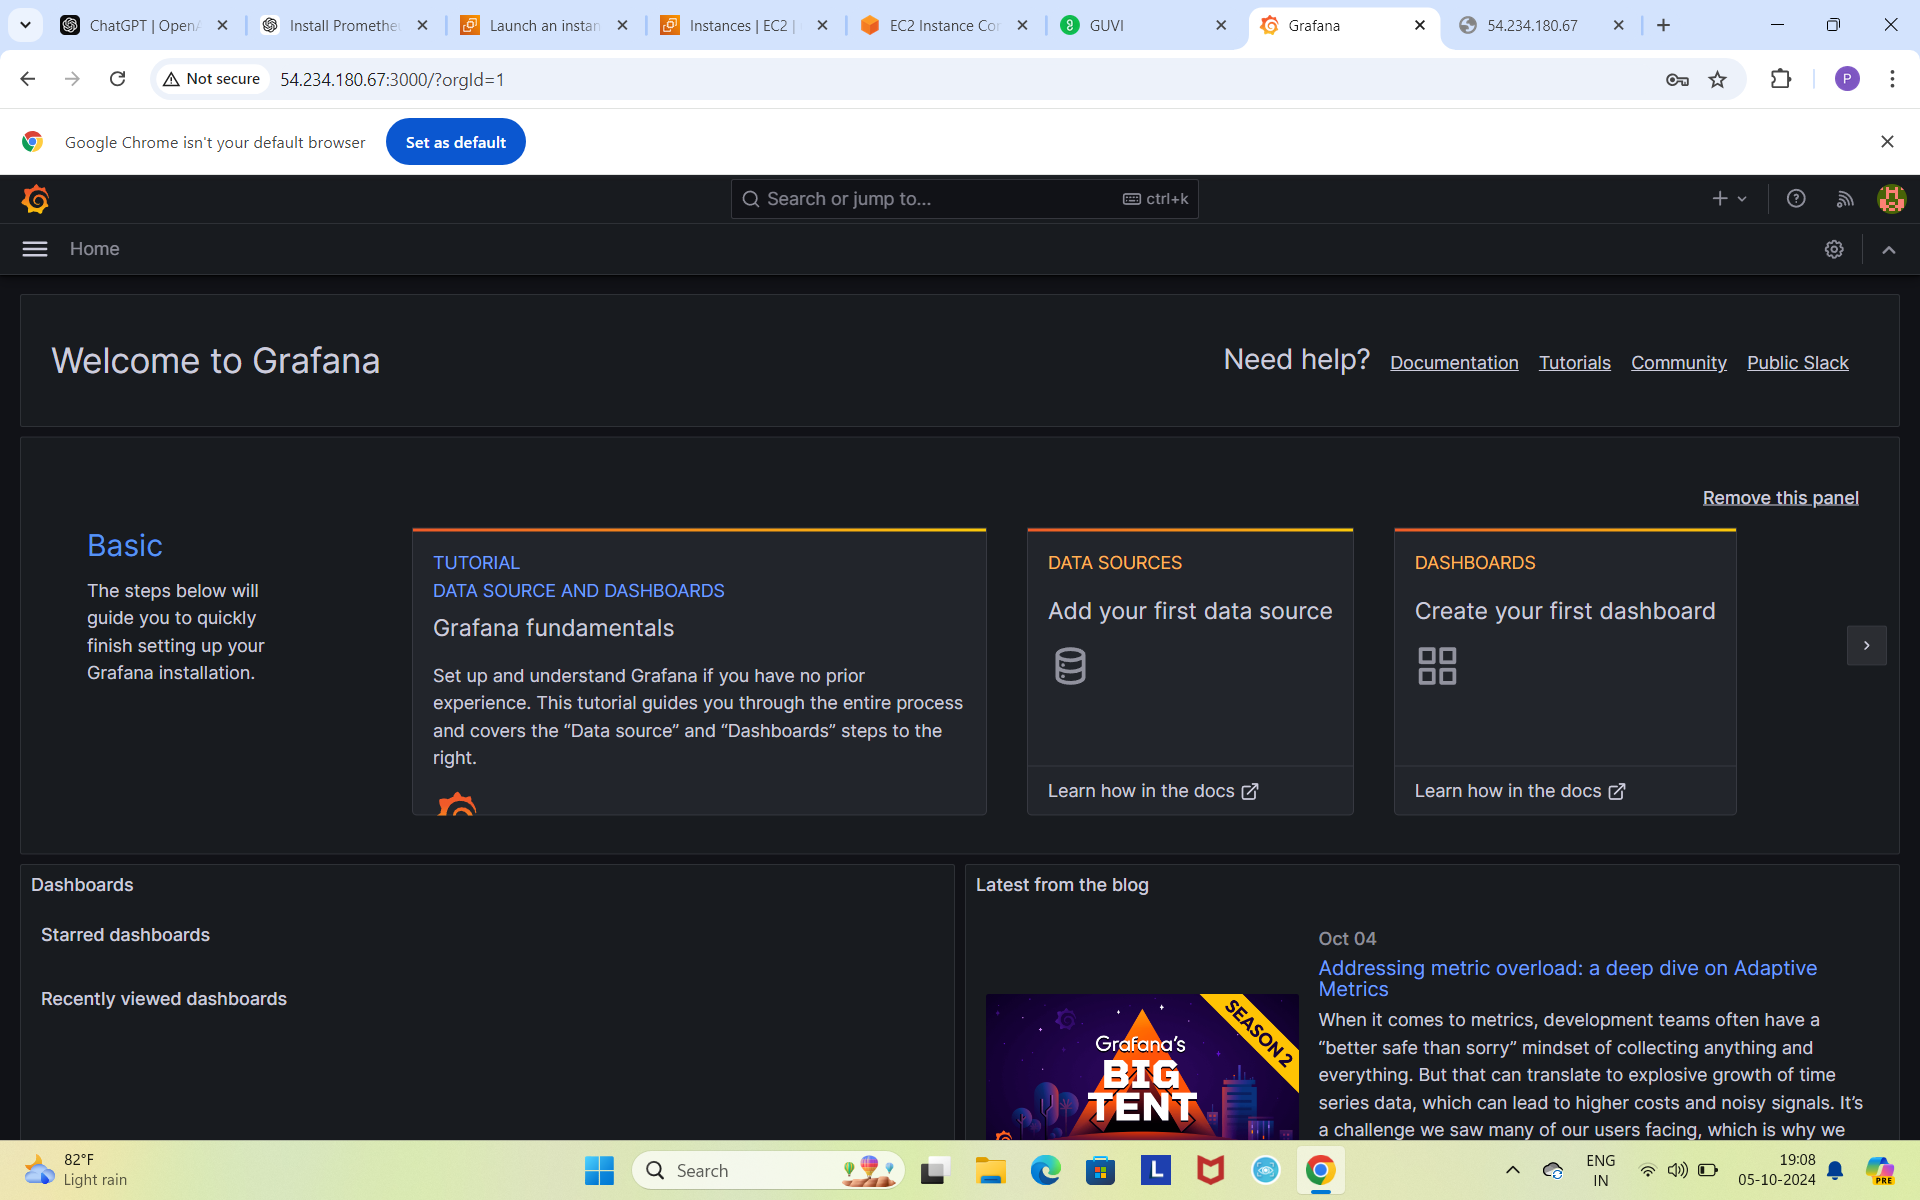 ChatGPT | OpenA
Install Promethe
Launch an instan
Instances | EC2 |
EC2 Instance Con
GUVI
Grafana
54.234.180.67
Not secure
54.234.180.67:3000/?orgId=1
P
Google Chrome isn't your default browser
Set as default
Search or jump to...
ctrl+k
Home
Welcome to Grafana
Need help?
Documentation
Tutorials
Community
Public Slack
Remove this panel
Basic
The steps below will
guide you to quickly
finish setting up your
Grafana installation.
TUTORIAL
DATA SOURCE AND DASHBOARDS
Grafana fundamentals
Set up and understand Grafana if you have no prior
experience. This tutorial guides you through the entire process
and covers the “Data source” and “Dashboards” steps to the
right.
DATA SOURCES
Add your first data source
Learn how in the docs
DASHBOARDS
Create your first dashboard
Learn how in the docs
Dashboards
Starred dashboards
Recently viewed dashboards
Latest from the blog
Grafana's
BIG
TENT
SEASON 2
Oct 04
Addressing metric overload: a deep dive on Adaptive
Metrics
When it comes to metrics, development teams often have a
“better safe than sorry” mindset of collecting anything and
everything. But that can translate to explosive growth of time
series data, which can lead to higher costs and noisy signals. It’s
a challenge we saw many of our users facing, which is why we
82°F
Light rain
Search
L
PRE
ENG
IN
19:08
05-10-2024